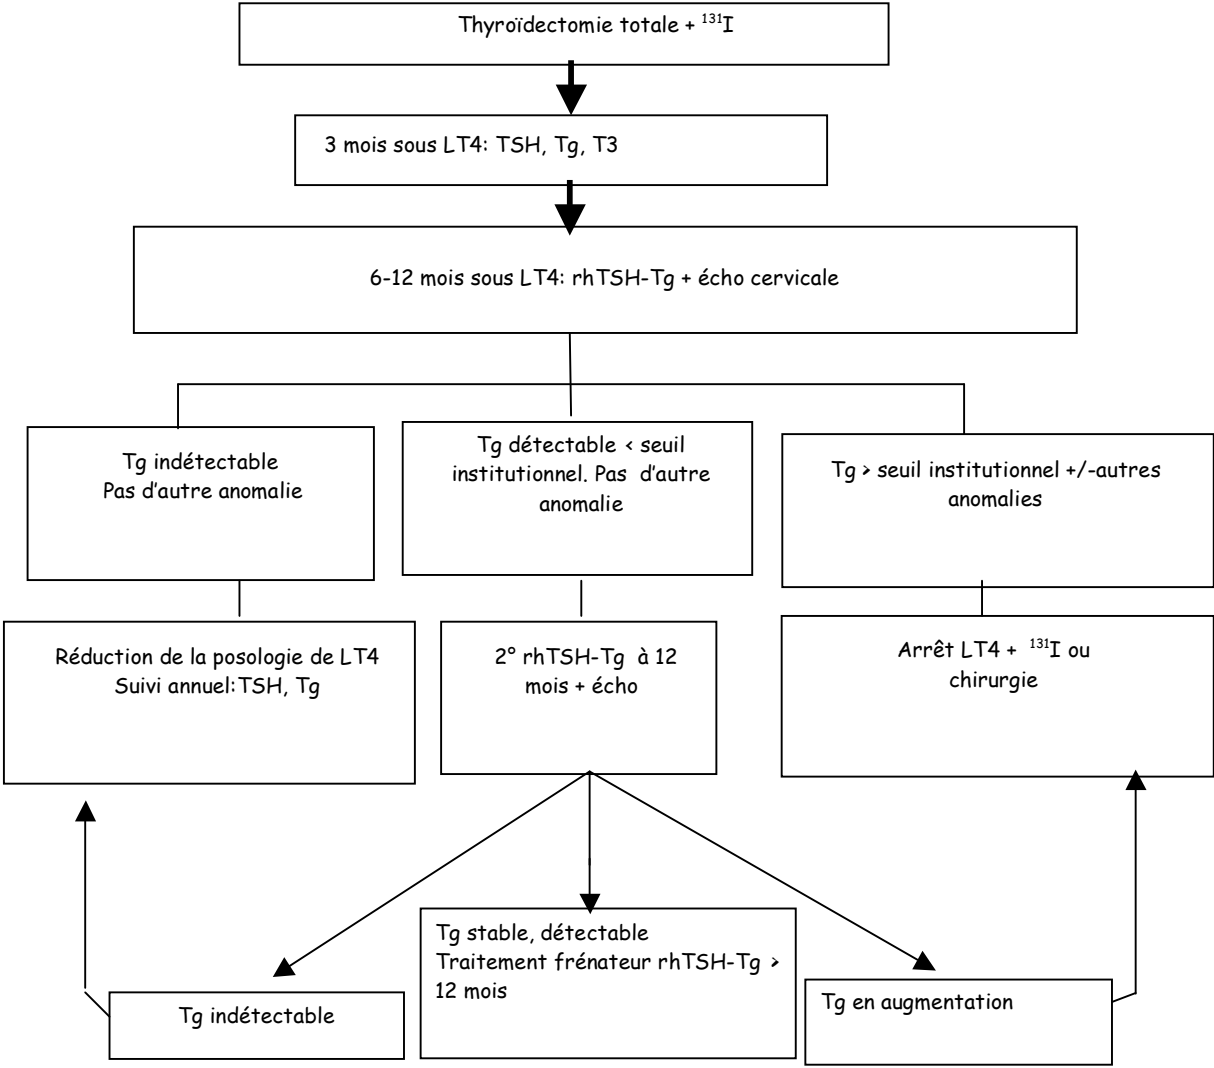 Thyroïdectomie totale + ¹³¹I
3 mois sous LT4: TSH, Tg, T3
6-12 mois sous LT4: rhTSH-Tg + écho cervicale
Tg indétectable
Pas d'autre anomalie
Tg détectable < seuil
institutionnel. Pas d'autre
anomalie
Tg > seuil institutionnel +/-autres
anomalies
Réduction de la posologie de LT4
Suivi annuel:TSH, Tg
2° rhTSH-Tg à 12
mois + écho
Arrêt LT4 + ¹³¹I ou
chirurgie
Tg indétectable
Tg stable, détectable
Traitement frénateur rhTSH-Tg >
12 mois
Tg en augmentation